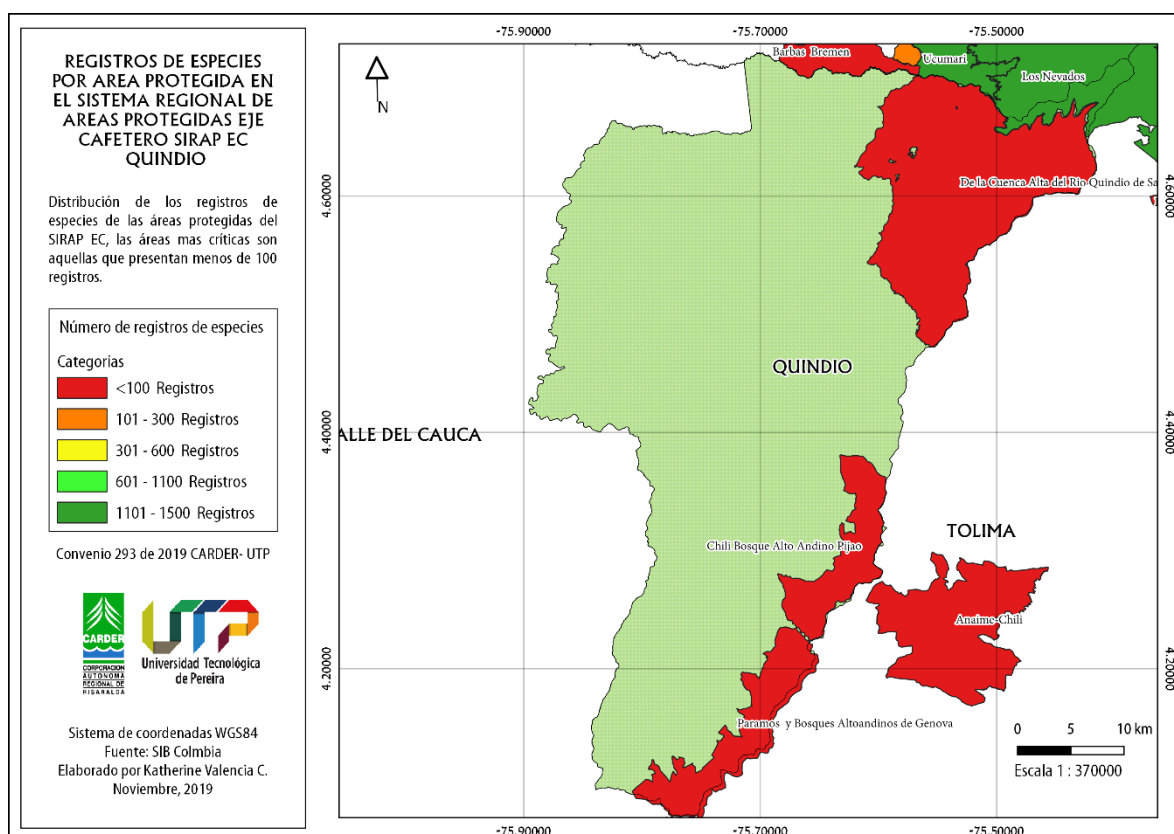 REGISTROS DE ESPECIES
POR AREA PROTEGIDA EN
EL SISTEMA REGIONAL DE
AREAS PROTEGIDAS EJE
CAFETERO SIRAP EC
QUINDIO
Distribución de los registros de
especies de las áreas protegidas del
SIRAP EC, las áreas mas críticas son
aquellas que presentan menos de 100
registros.
Número de registros de especies
Categorias
<100 Registros
101 - 300 Registros
301 - 600 Registros
601 - 1100 Registros
1101 - 1500 Registros
Convenio 293 de 2019 CARDER- UTP
CARDER
CORPORACION
AUTONOMA
REGIONAL DE
RISARALDA
UTP
Universidad Tecnológica
de Pereira
Sistema de coordenadas WGS84
Fuente: SIB Colmbia
Elaborado por Katherine Valencia C.
Noviembre, 2019
-75.90000
-75.70000
-75.50000
N
Barbas Bremen
Ucumari
Los Nevados
De la Cuenca Alta del Rio Quindio de Sa
4.60000
4.60000
QUINDIO
ALLE DEL CAUCA
4.40000
4.40000
TOLIMA
Chili Bosque Alto Andino Pijao
Anaime-Chili
4.20000
4.20000
Paramos y Bosques Altoandinos de Genova
0 5 10 km
Escala 1 : 370000
-75.90000
-75.70000
-75.50000